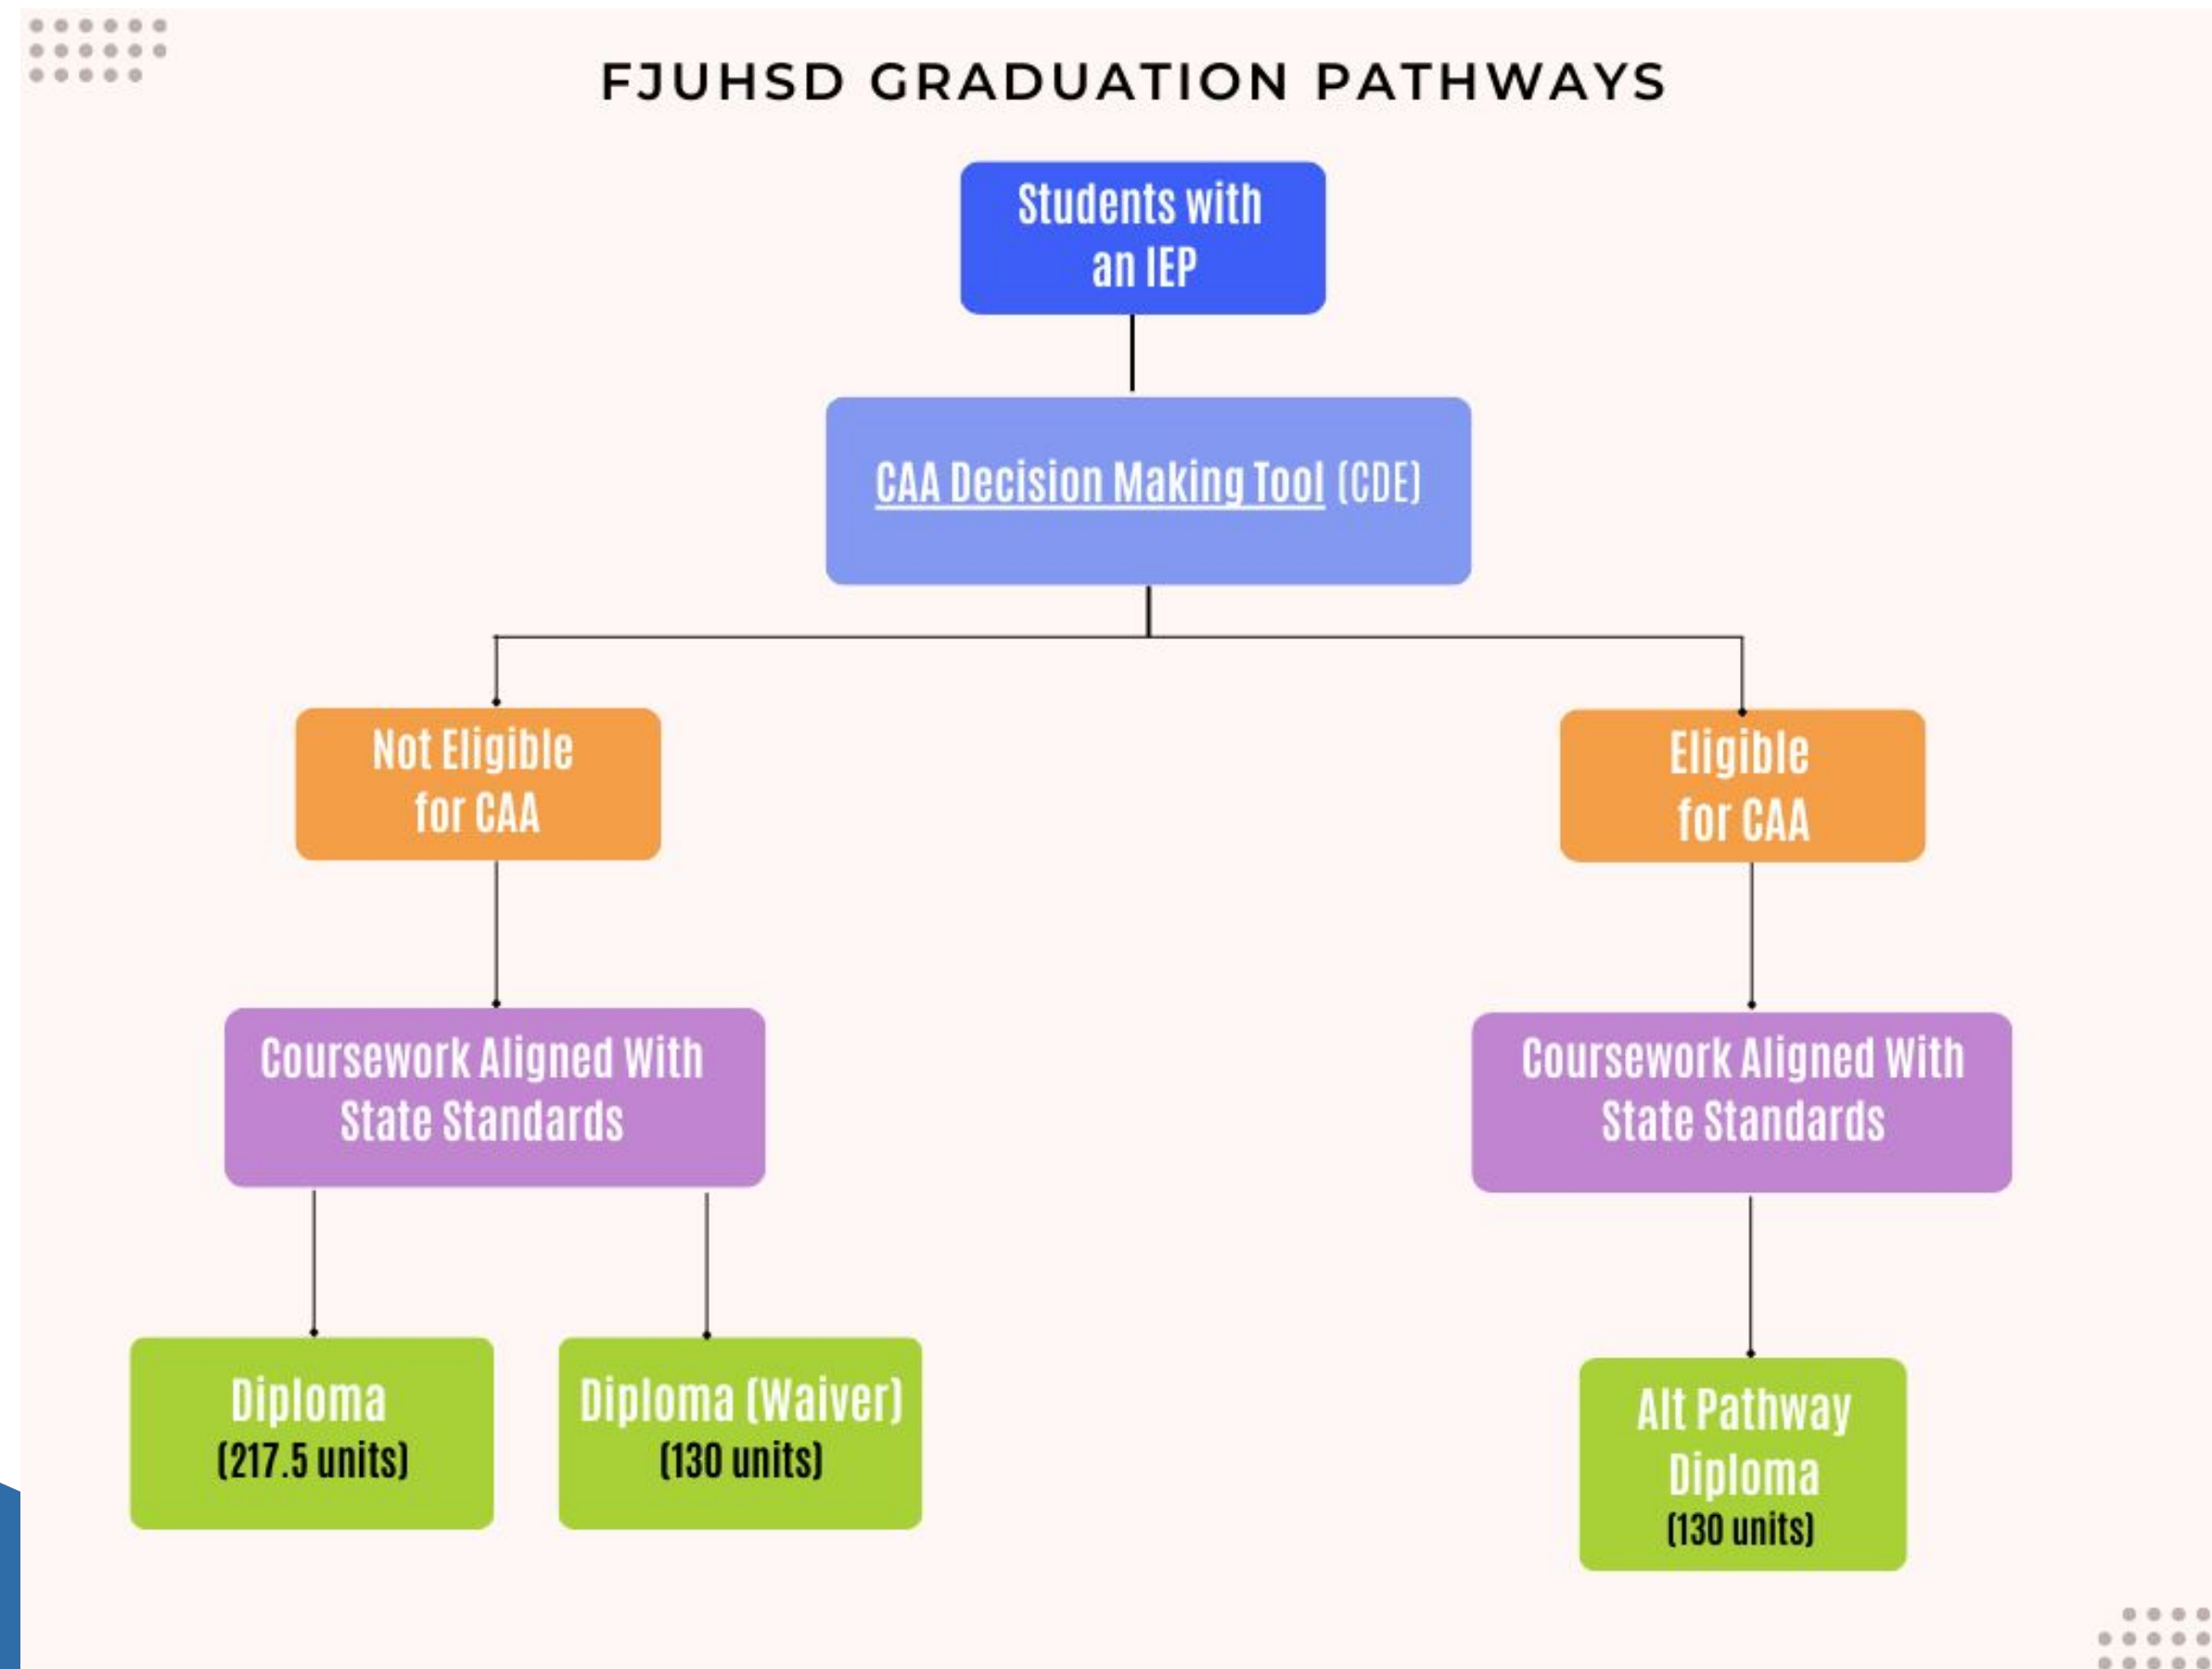 FJUHSD GRADUATION PATHWAYS
Students with
an IEP
CAA Decision Making Tool (CDE)
Not Eligible
for CAA
Eligible
for CAA
Coursework Aligned With
State Standards
Coursework Aligned With
State Standards
Diploma
(217.5 units)
Diploma (Waiver)
(130 units)
Alt Pathway
Diploma
(130 units)